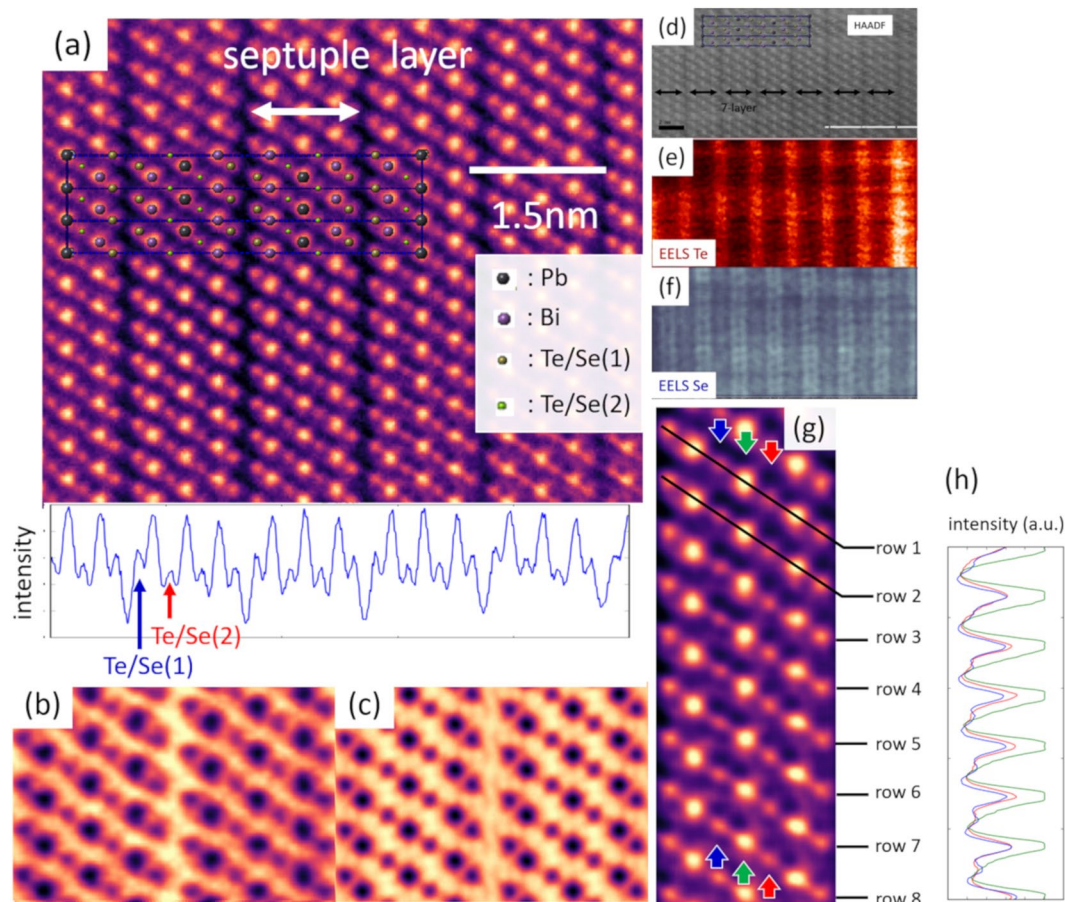 (a)
septuple layer
1.5nm
: Pb
: Bi
: Te/Se(1)
: Te/Se(2)
intensity
Te/Se(2)
Te/Se(1)
(b)
(c)
(d)
HAADF
7-layer
(e)
EELS Te
(f)
EELS Se
(g)
row 1
row 2
row 3
row 4
row 5
row 6
row 7
row 8
(h)
intensity (a.u.)